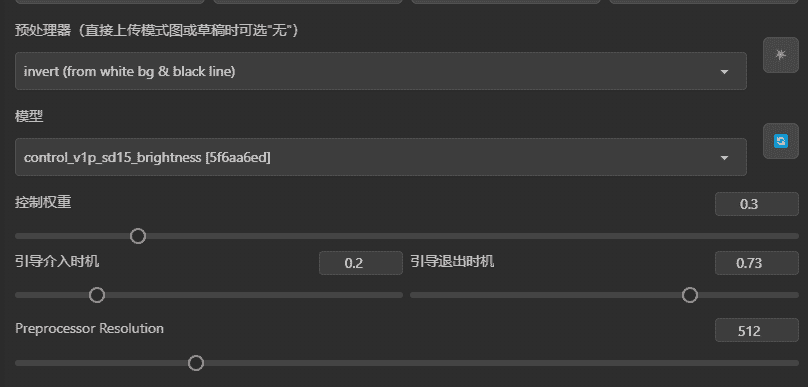 预处理器（直接上传模式图或草稿时可选"无"）
invert (from white bg & black line)
模型
control_v1p_sd15_brightness [5f6aa6ed]
控制权重
0.3
引导介入时机
0.2
引导退出时机
0.73
Preprocessor Resolution
512